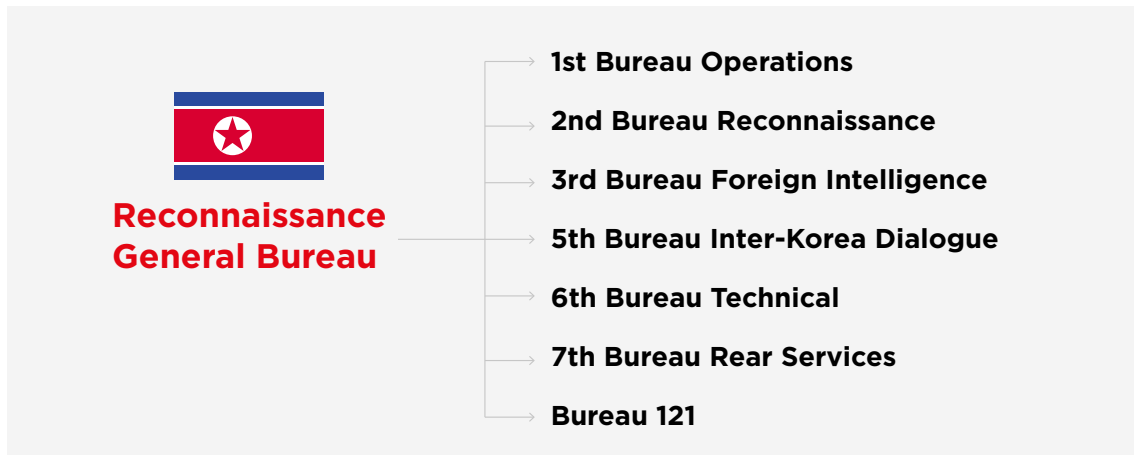 Reconnaissance
General Bureau
1st Bureau Operations
2nd Bureau Reconnaissance
3rd Bureau Foreign Intelligence
5th Bureau Inter-Korea Dialogue
6th Bureau Technical
7th Bureau Rear Services
Bureau 121